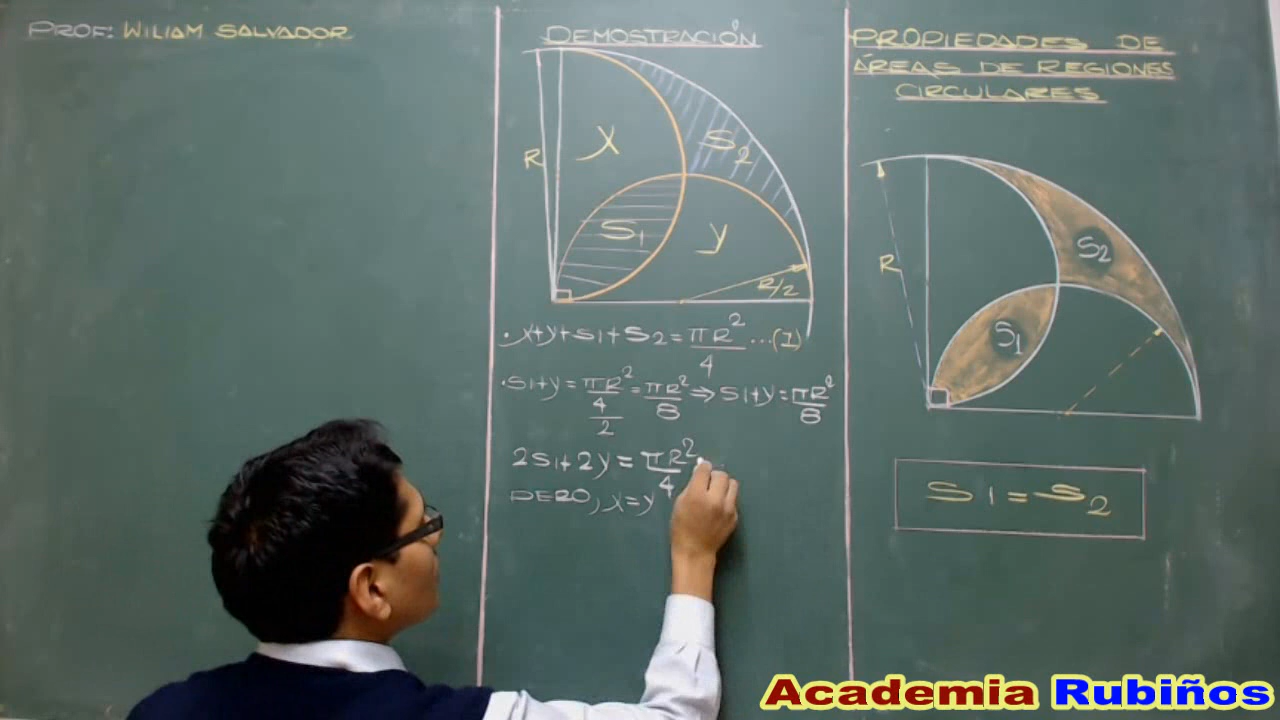 PROF: WILIAM SALVADOR
DEMOSTRACIÓN
R
X
S2
S1
y
R/2
• X+y+S1+S2 = πR²/4 ...(I)
• S1+y = πR²/4/2 = πR²/8 ⇒ S1+y = πR²/8
2S1+2y = πR²/4
PERO, X=y
PROPIEDADES DE
ÁREAS DE REGIONES
CIRCULARES
R
S2
S1
S1 = S2
Academia Rubiños